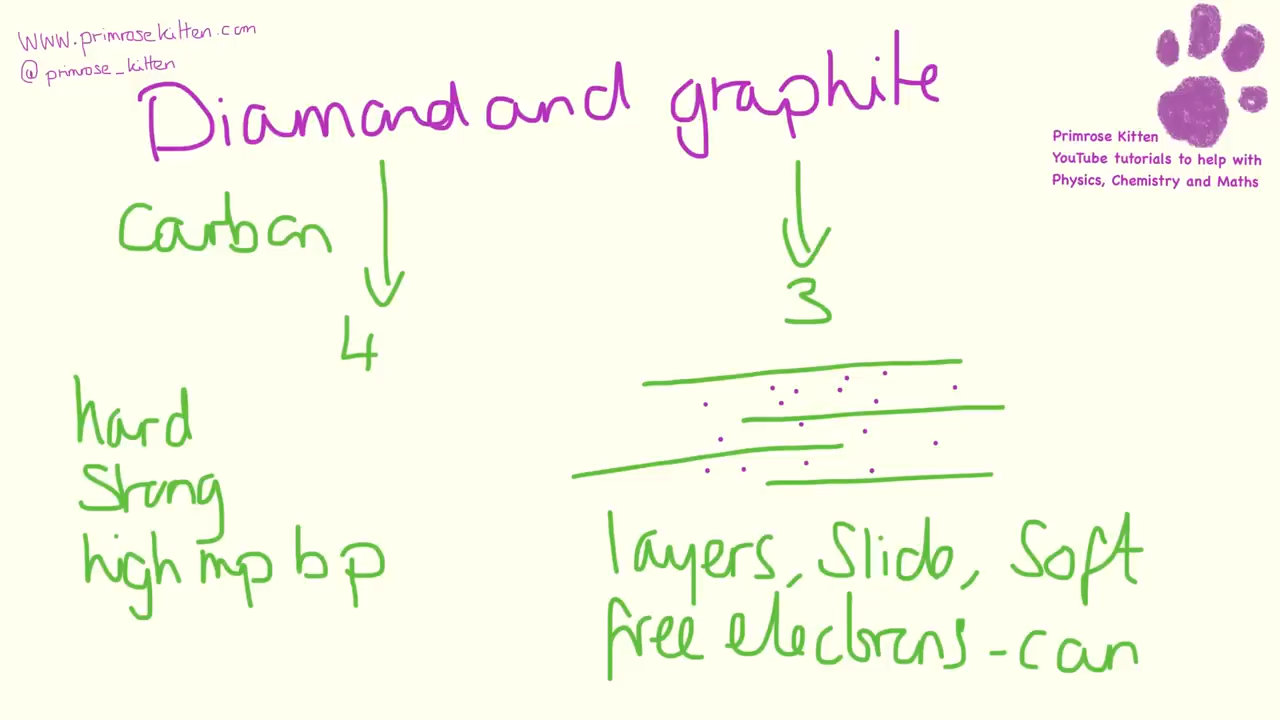 www.primrosekitten.com
@primrose_kitten
Diamond and graphite
Primrose Kitten
YouTube tutorials to help with
Physics, Chemistry and Maths
Carbon
4
3
hard
Strong
high mp bp
layers, Slide, Soft
free electrons - can